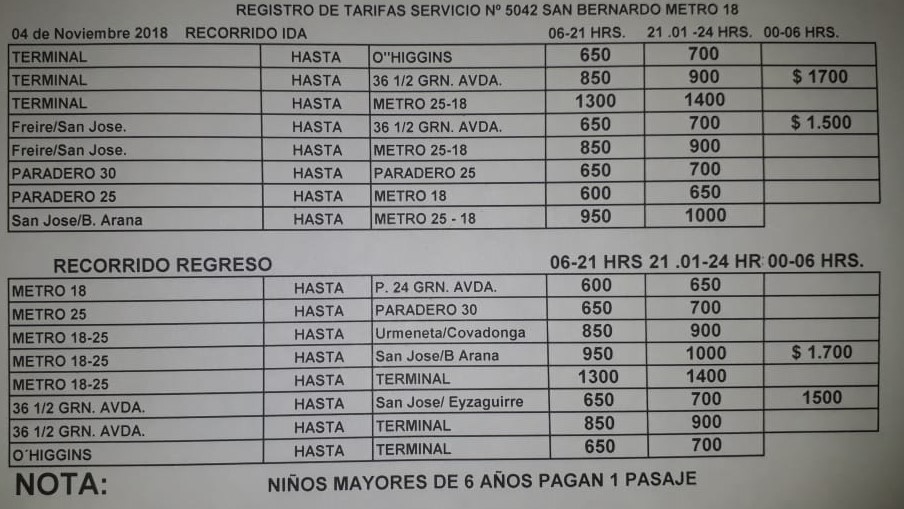 REGISTRO DE TARIFAS SERVICIO Nº 5042 SAN BERNARDO METRO 18
04 de Noviembre 2018 RECORRIDO IDA 06-21 HRS. 21 .01 -24 HRS. 00-06 HRS.
TERMINAL HASTA O"HIGGINS 650 700
TERMINAL HASTA 36 1/2 GRN. AVDA. 850 900 $ 1700
TERMINAL HASTA METRO 25-18 1300 1400
Freire/San Jose. HASTA 36 1/2 GRN. AVDA. 650 700 $ 1.500
Freire/San Jose. HASTA METRO 25-18 850 900
PARADERO 30 HASTA PARADERO 25 650 700
PARADERO 25 HASTA METRO 18 600 650
San Jose/B. Arana HASTA METRO 25 - 18 950 1000
RECORRIDO REGRESO 06-21 HRS 21 .01-24 HR: 00-06 HRS.
METRO 18 HASTA P. 24 GRN. AVDA. 600 650
METRO 25 HASTA PARADERO 30 650 700
METRO 18-25 HASTA Urmeneta/Covadonga 850 900
METRO 18-25 HASTA San Jose/B Arana 950 1000 $ 1.700
METRO 18-25 HASTA TERMINAL 1300 1400
36 1/2 GRN. AVDA. HASTA San Jose/ Eyzaguirre 650 700 1500
36 1/2 GRN. AVDA. HASTA TERMINAL 850 900
O´HIGGINS HASTA TERMINAL 650 700
NOTA: NIÑOS MAYORES DE 6 AÑOS PAGAN 1 PASAJE